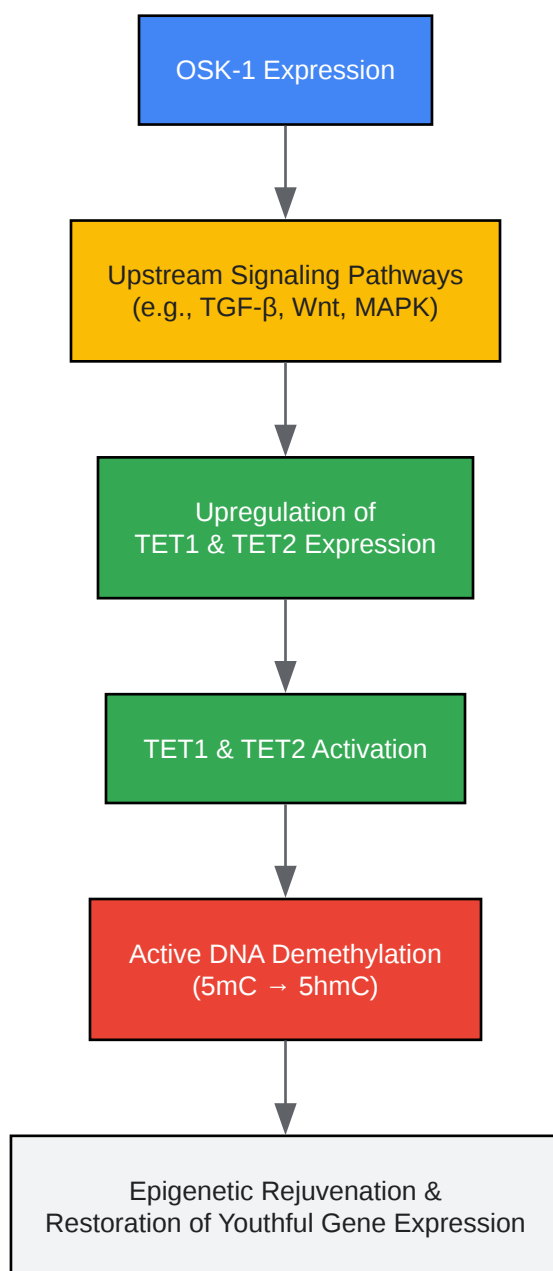 OSK-1 Expression
Upstream Signaling Pathways
(e.g., TGF-β, Wnt, MAPK)
Upregulation of
TET1 & TET2 Expression
TET1 & TET2 Activation
Active DNA Demethylation
(5mC → 5hmC)
Epigenetic Rejuvenation &
Restoration of Youthful Gene Expression